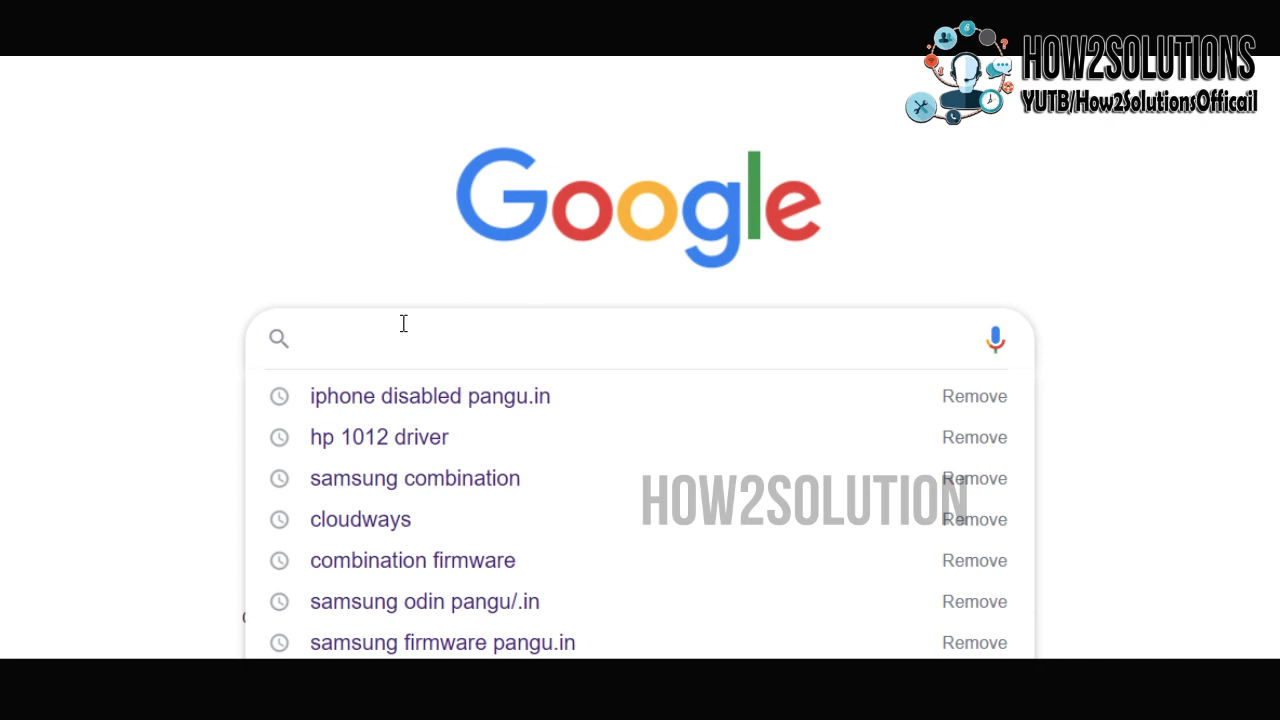 HOW2SOLUTIONS
YUTB/How2SolutionsOfficail
Google
iphone disabled pangu.in Remove
hp 1012 driver Remove
samsung combination Remove
HOW2SOLUTION
cloudways Remove
combination firmware Remove
samsung odin pangu/.in Remove
samsung firmware pangu.in Remove